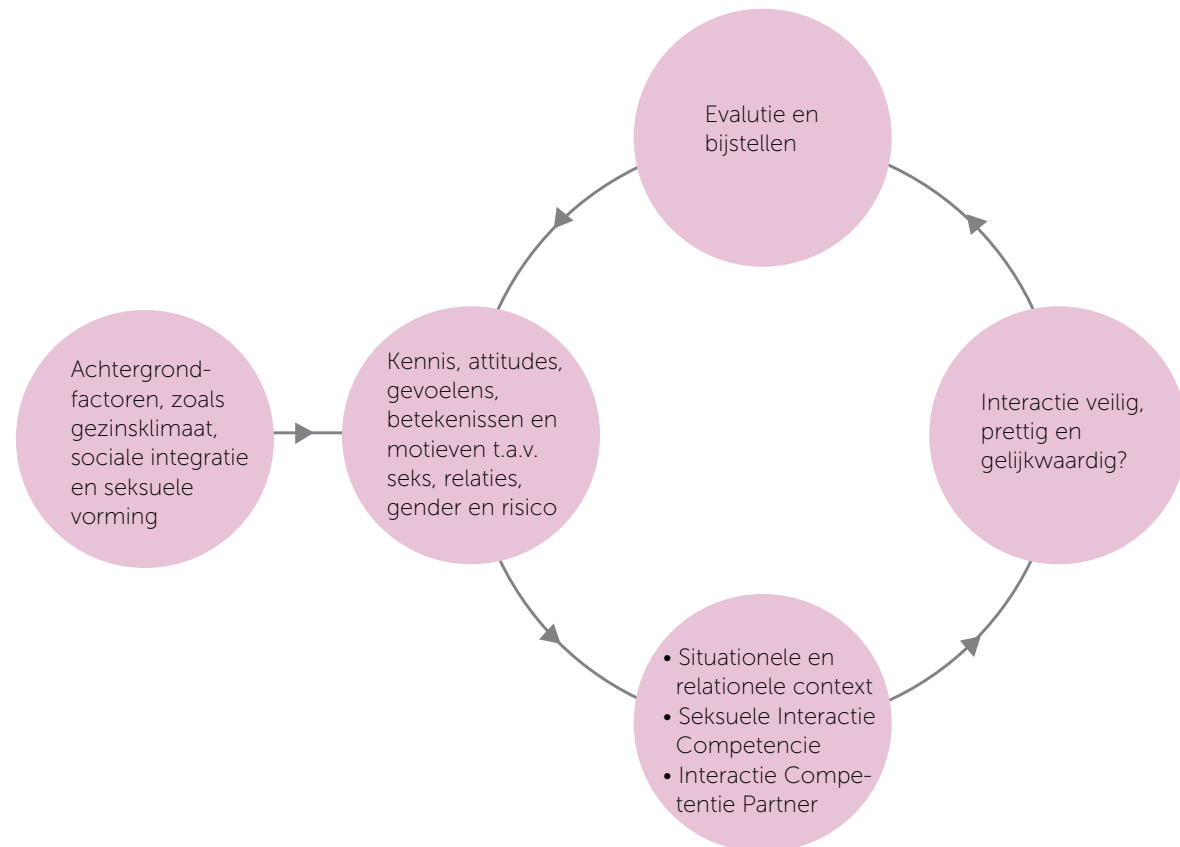 Evalutie en
bijstellen
Achtergrond-
factoren, zoals
gezinsklimaat,
sociale integratie
en seksuele
vorming
Kennis, attitudes,
gevoelens,
betekenissen en
motieven t.a.v.
seks, relaties,
gender en risico
Interactie veilig,
prettig en
gelijkwaardig?
• Situationele en
relationele context
• Seksuele Interactie
Competencie
• Interactie Compe-
tentie Partner